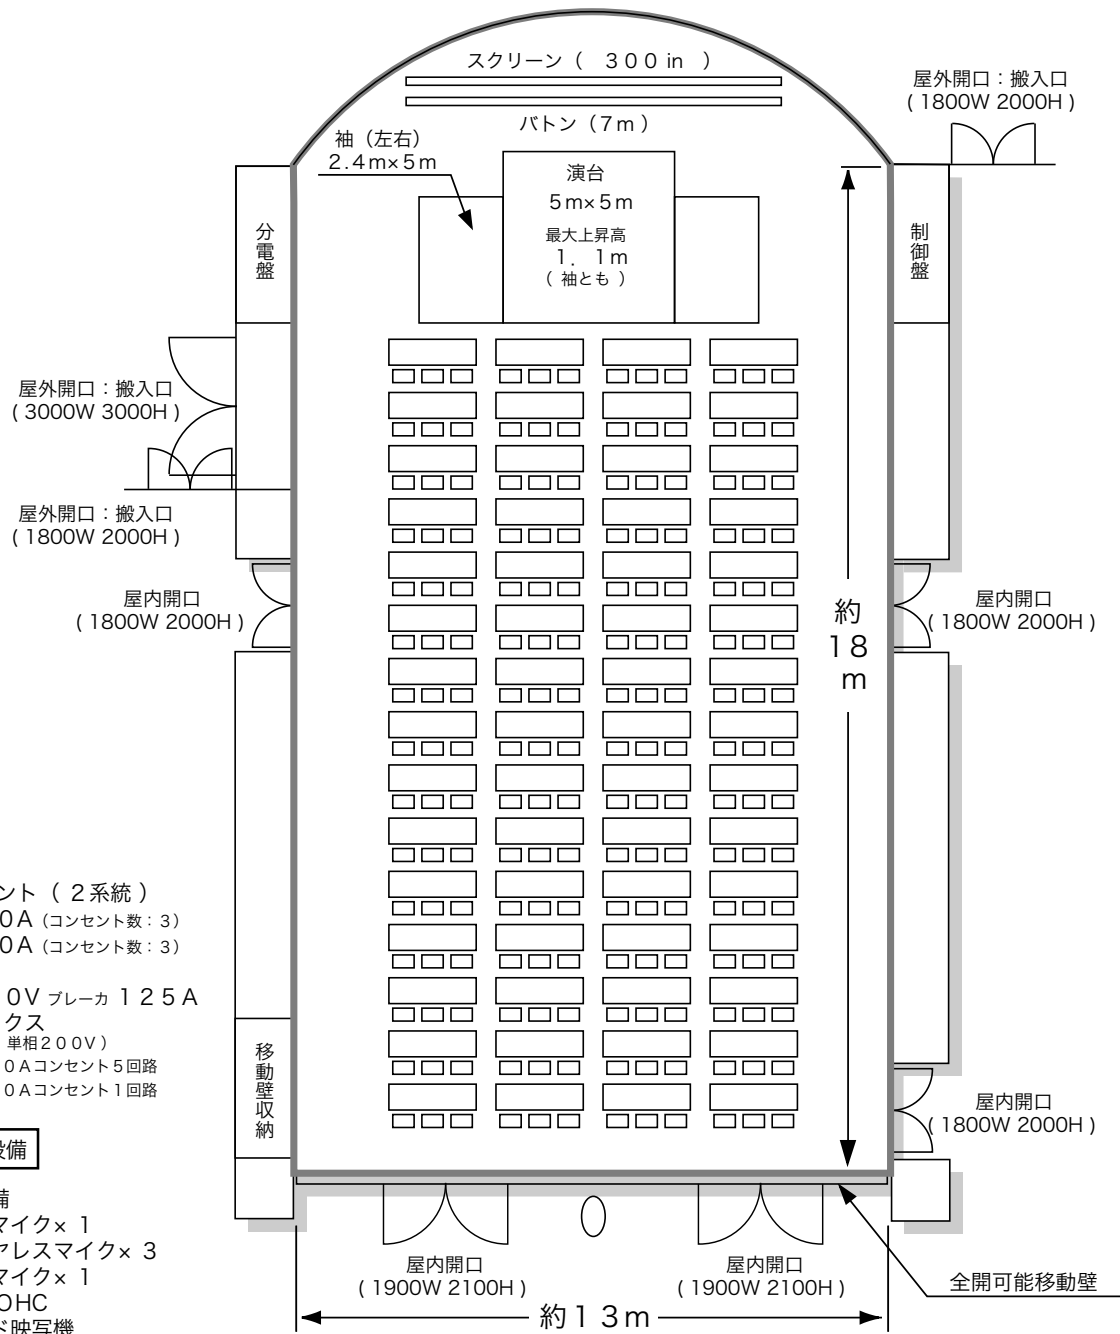 スクリーン（　３００ in　）
バトン（７m）
屋外開口：搬入口
( 1800W 2000H )
袖（左右）
2.4m×5m
演台
５m×５m
最大上昇高
１．１m
（ 袖とも ）
分電盤
制御盤
屋外開口：搬入口
( 3000W 3000H )
屋外開口：搬入口
( 1800W 2000H )
屋内開口
( 1800W 2000H )
屋内開口
( 1800W 2000H )
約
18
m
ント（ ２系統 ）
０A（コンセント数：３）
０A（コンセント数：３）
０V ブレーカ １２５A
クス
単相２００V ）
０Aコンセント５回路
０Aコンセント１回路
移動壁収納
屋内開口
( 1800W 2000H )
設備
備
マイク× 1
ヤレスマイク× 3
マイク× 1
OHC
ド映写機
屋内開口
( 1900W 2100H )
屋内開口
( 1900W 2100H )
全開可能移動壁
約１３m